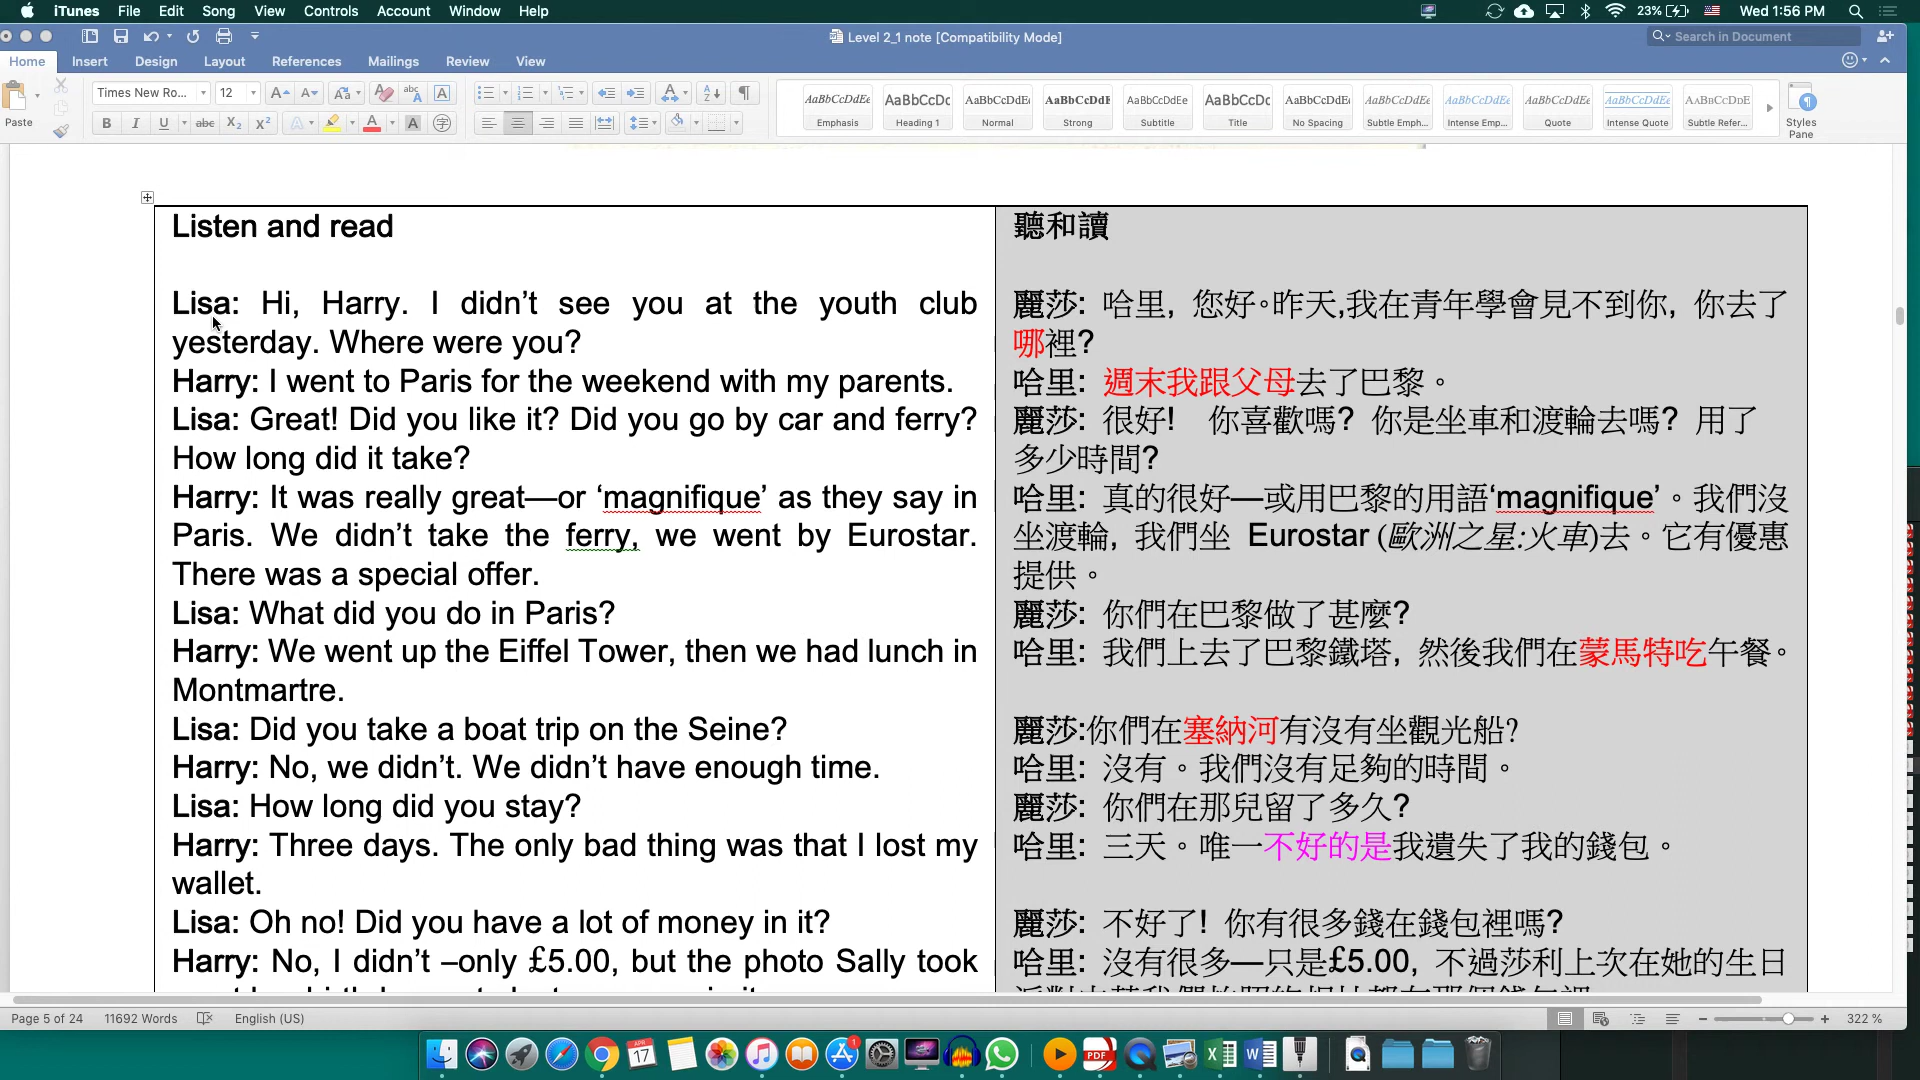 iTunes File Edit Song View Controls Account Window Help 23% Wed 1:56 PM
Level 2_1 note [Compatibility Mode] Search in Document
Home Insert Design Layout References Mailings Review View
Times New Ro... 12
AaBbCcDdEe AaBbCcDc AaBbCcDdEe AaBbCcDdE AaBbCcDdEe AaBbCcDc AaBbCcDdEe AaBbCcDdEe AaBbCcDdEe AaBbCcDdEe AaBbCcDdEe AaBbCcDdE
Paste Emphasis Heading 1 Normal Strong Subtitle Title No Spacing Subtle Emph... Intense Emp... Quote Intense Quote Subtle Refer... Styles Pane
Listen and read
Lisa: Hi, Harry. I didn’t see you at the youth club
yesterday. Where were you?
Harry: I went to Paris for the weekend with my parents.
Lisa: Great! Did you like it? Did you go by car and ferry?
How long did it take?
Harry: It was really great—or ‘magnifique’ as they say in
Paris. We didn’t take the ferry, we went by Eurostar.
There was a special offer.
Lisa: What did you do in Paris?
Harry: We went up the Eiffel Tower, then we had lunch in
Montmartre.
Lisa: Did you take a boat trip on the Seine?
Harry: No, we didn’t. We didn’t have enough time.
Lisa: How long did you stay?
Harry: Three days. The only bad thing was that I lost my
wallet.
Lisa: Oh no! Did you have a lot of money in it?
Harry: No, I didn’t –only £5.00, but the photo Sally took
聽和讀
麗莎: 哈里, 您好。昨天,我在青年學會見不到你, 你去了
哪裡?
哈里: 週末我跟父母去了巴黎。
麗莎: 很好! 你喜歡嗎? 你是坐車和渡輪去嗎? 用了
多少時間?
哈里: 真的很好—或用巴黎的用語‘magnifique’。我們沒
坐渡輪, 我們坐 Eurostar (歐洲之星:火車)去。它有優惠
提供。
麗莎: 你們在巴黎做了甚麼?
哈里: 我們上去了巴黎鐵塔, 然後我們在蒙馬特吃午餐。
麗莎:你們在塞納河有沒有坐觀光船?
哈里: 沒有。我們沒有足夠的時間。
麗莎: 你們在那兒留了多久?
哈里: 三天。唯一不好的是我遺失了我的錢包。
麗莎: 不好了! 你有很多錢在錢包裡嗎?
哈里: 沒有很多—只是£5.00, 不過莎利上次在她的生日
Page 5 of 24 11692 Words English (US) 322 %